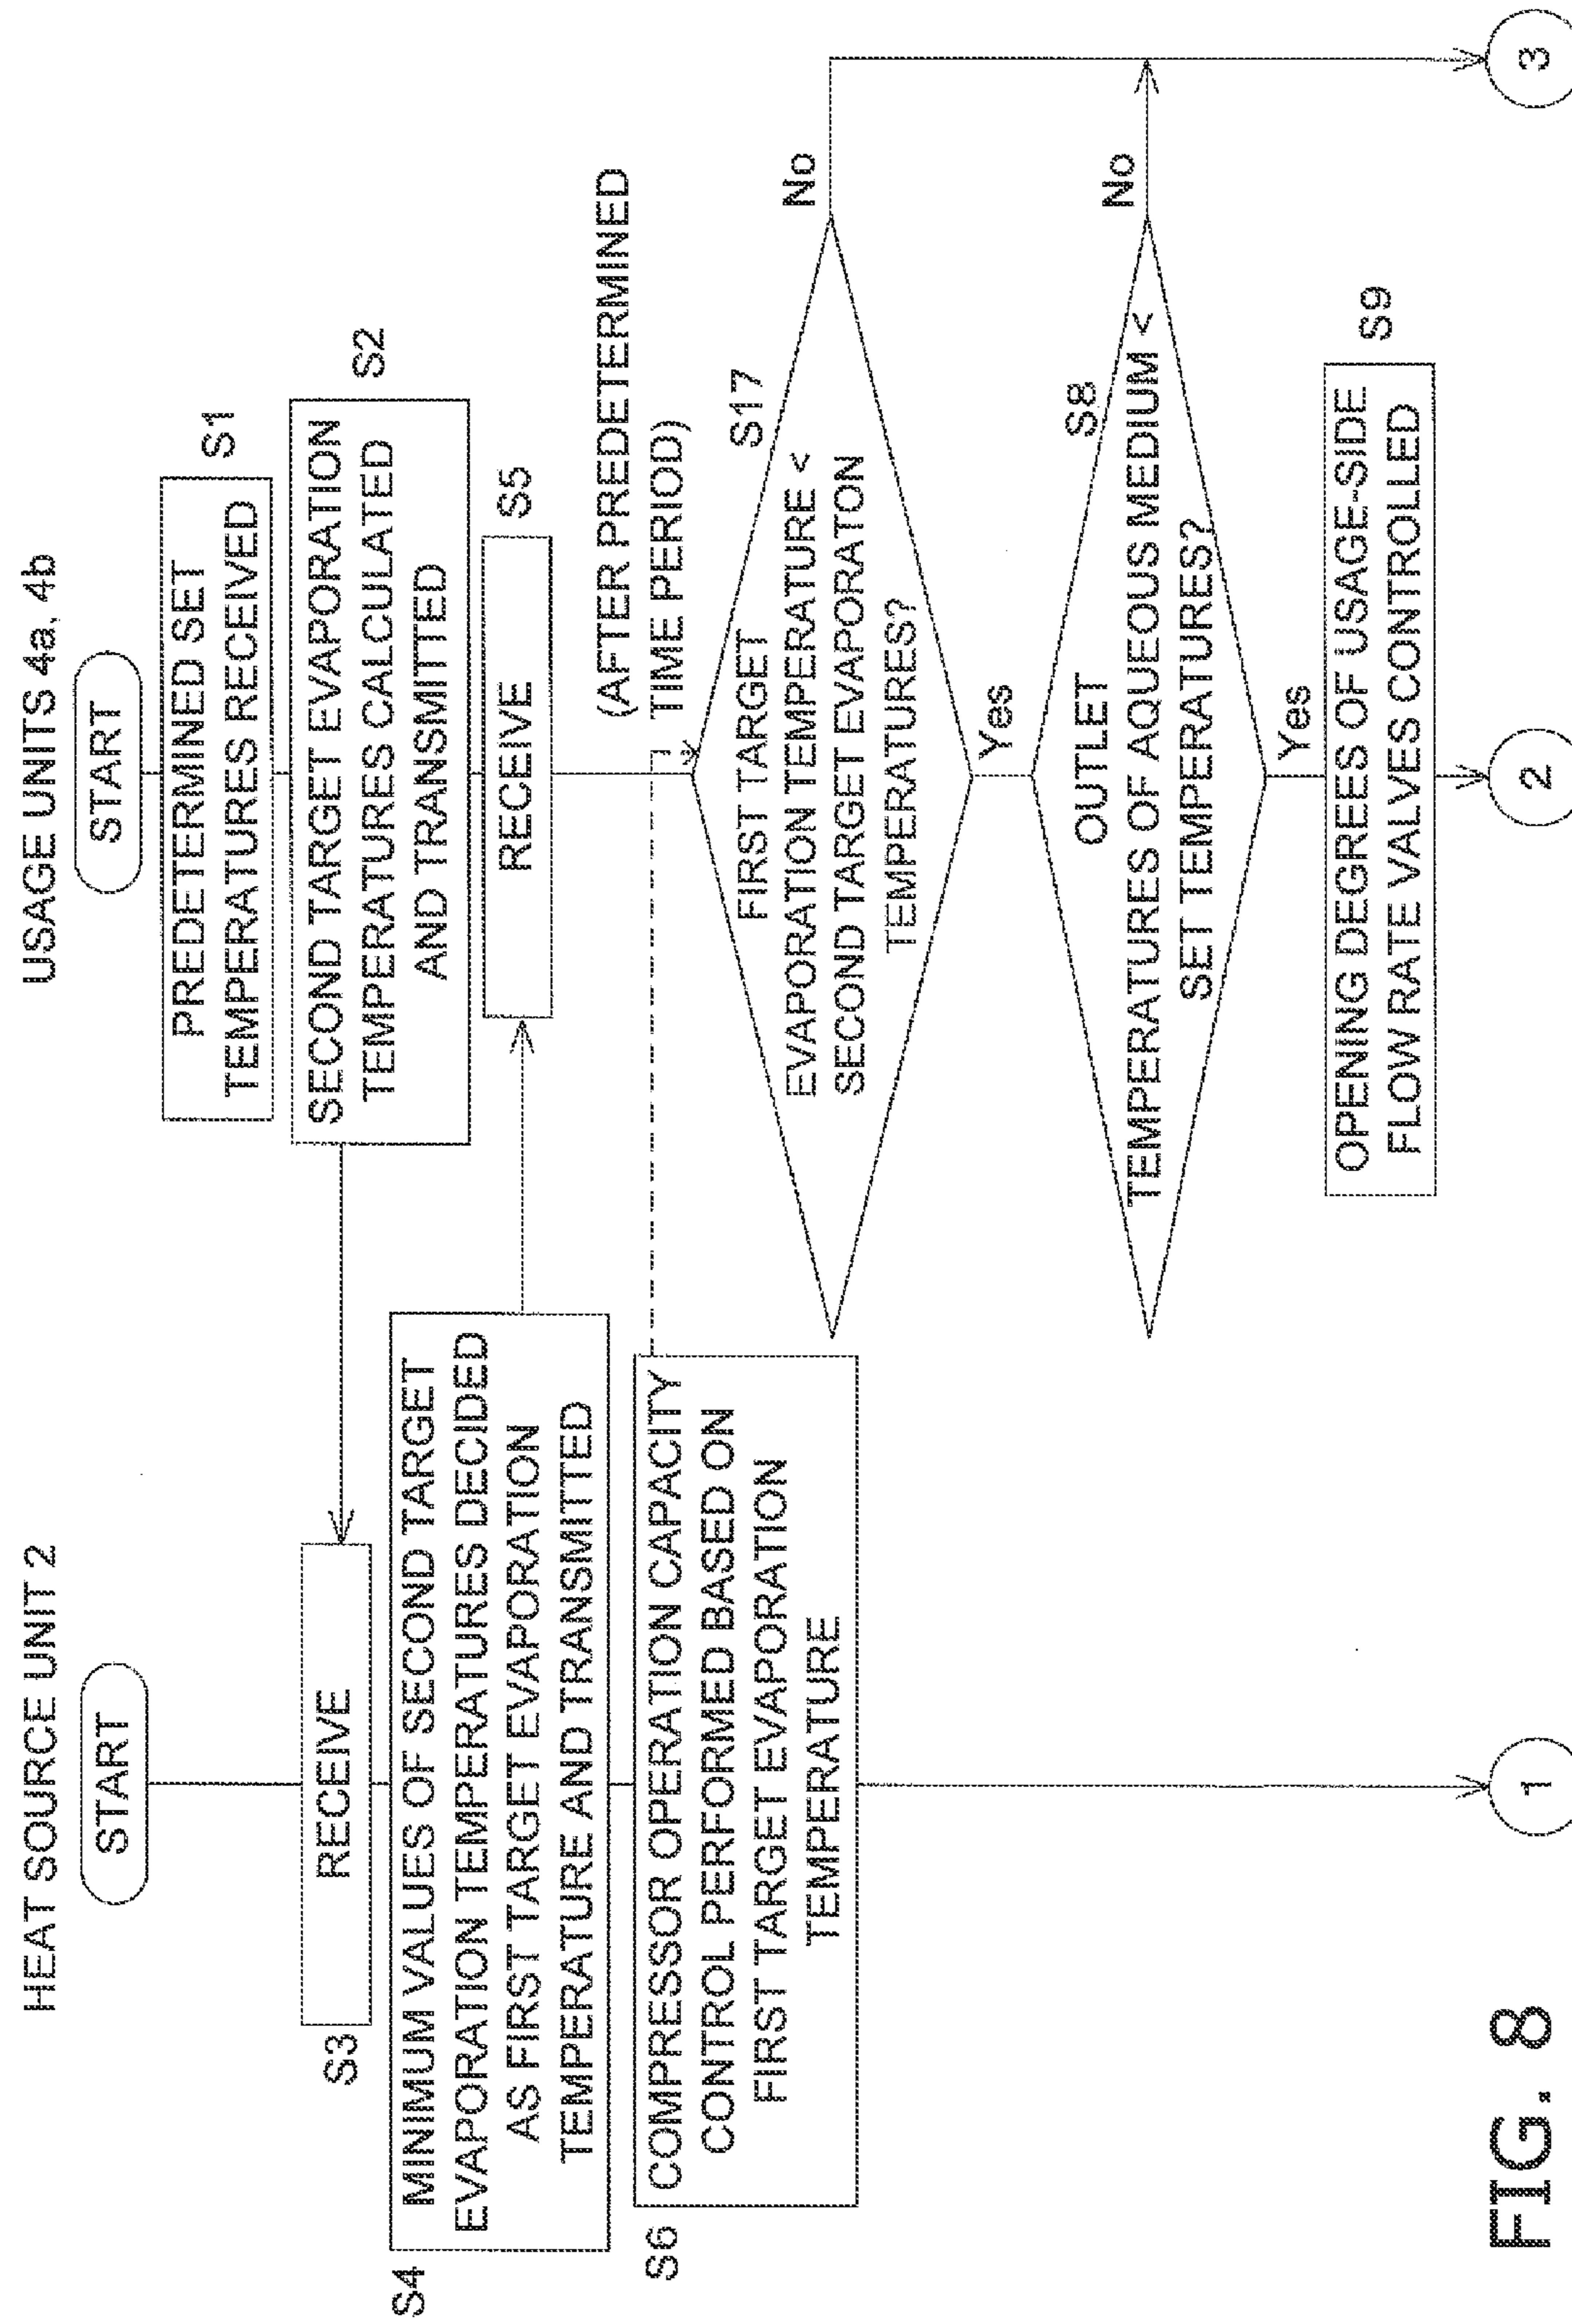 HEAT SOURCE UNIT 2
START
S3
RECEIVE
S4
MINIMUM VALUES OF SECOND TARGET
EVAPORATION TEMPERATURES DECIDED
AS FIRST TARGET EVAPORATION
TEMPERATURE AND TRANSMITTED
S6
COMPRESSOR OPERATION CAPACITY
CONTROL PERFORMED BASED ON
FIRST TARGET EVAPORATION
TEMPERATURE
1
USAGE UNITS 4a, 4b
START
S1
PREDETERMINED SET
TEMPERATURES RECEIVED
S2
SECOND TARGET EVAPORATION
TEMPERATURES CALCULATED
AND TRANSMITTED
S5
RECEIVE
(AFTER PREDETERMINED
TIME PERIOD)
S17
FIRST TARGET
EVAPORATION TEMPERATURE <
SECOND TARGET EVAPORATON
TEMPERATURES?
No
Yes
S8
OUTLET
TEMPERATURES OF AQUEOUS MEDIUM <
SET TEMPERATURES?
No
Yes
S9
OPENING DEGREES OF USAGE-SIDE
FLOW RATE VALVES CONTROLLED
2
3
FIG. 8